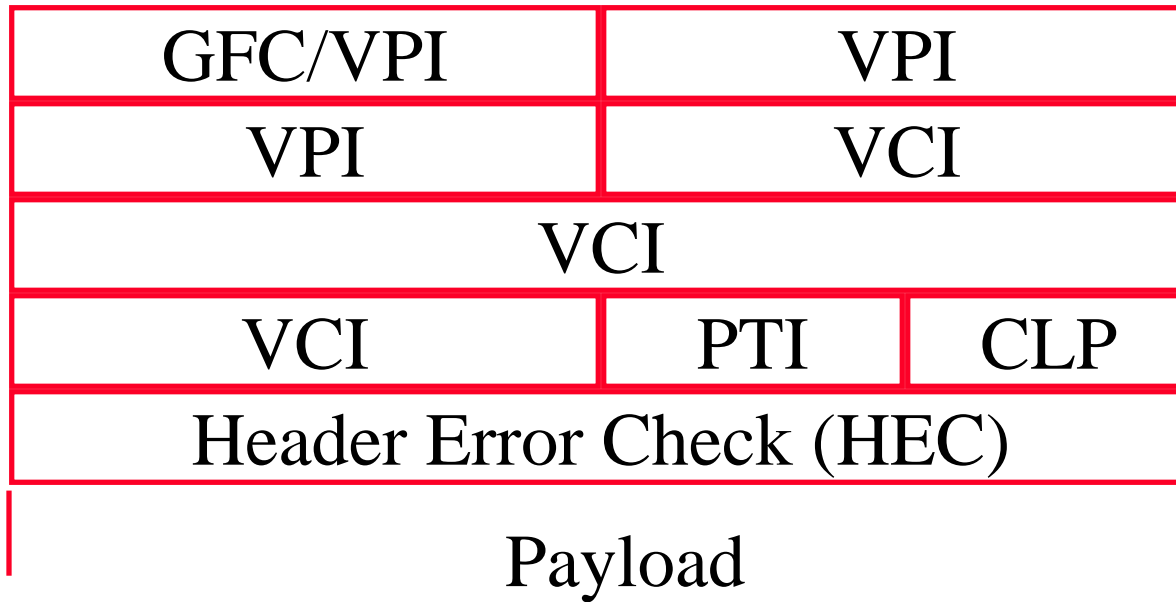 GFC/VPI VPI
VPI VCI
VCI
VCI PTI CLP
Header Error Check (HEC)
Payload